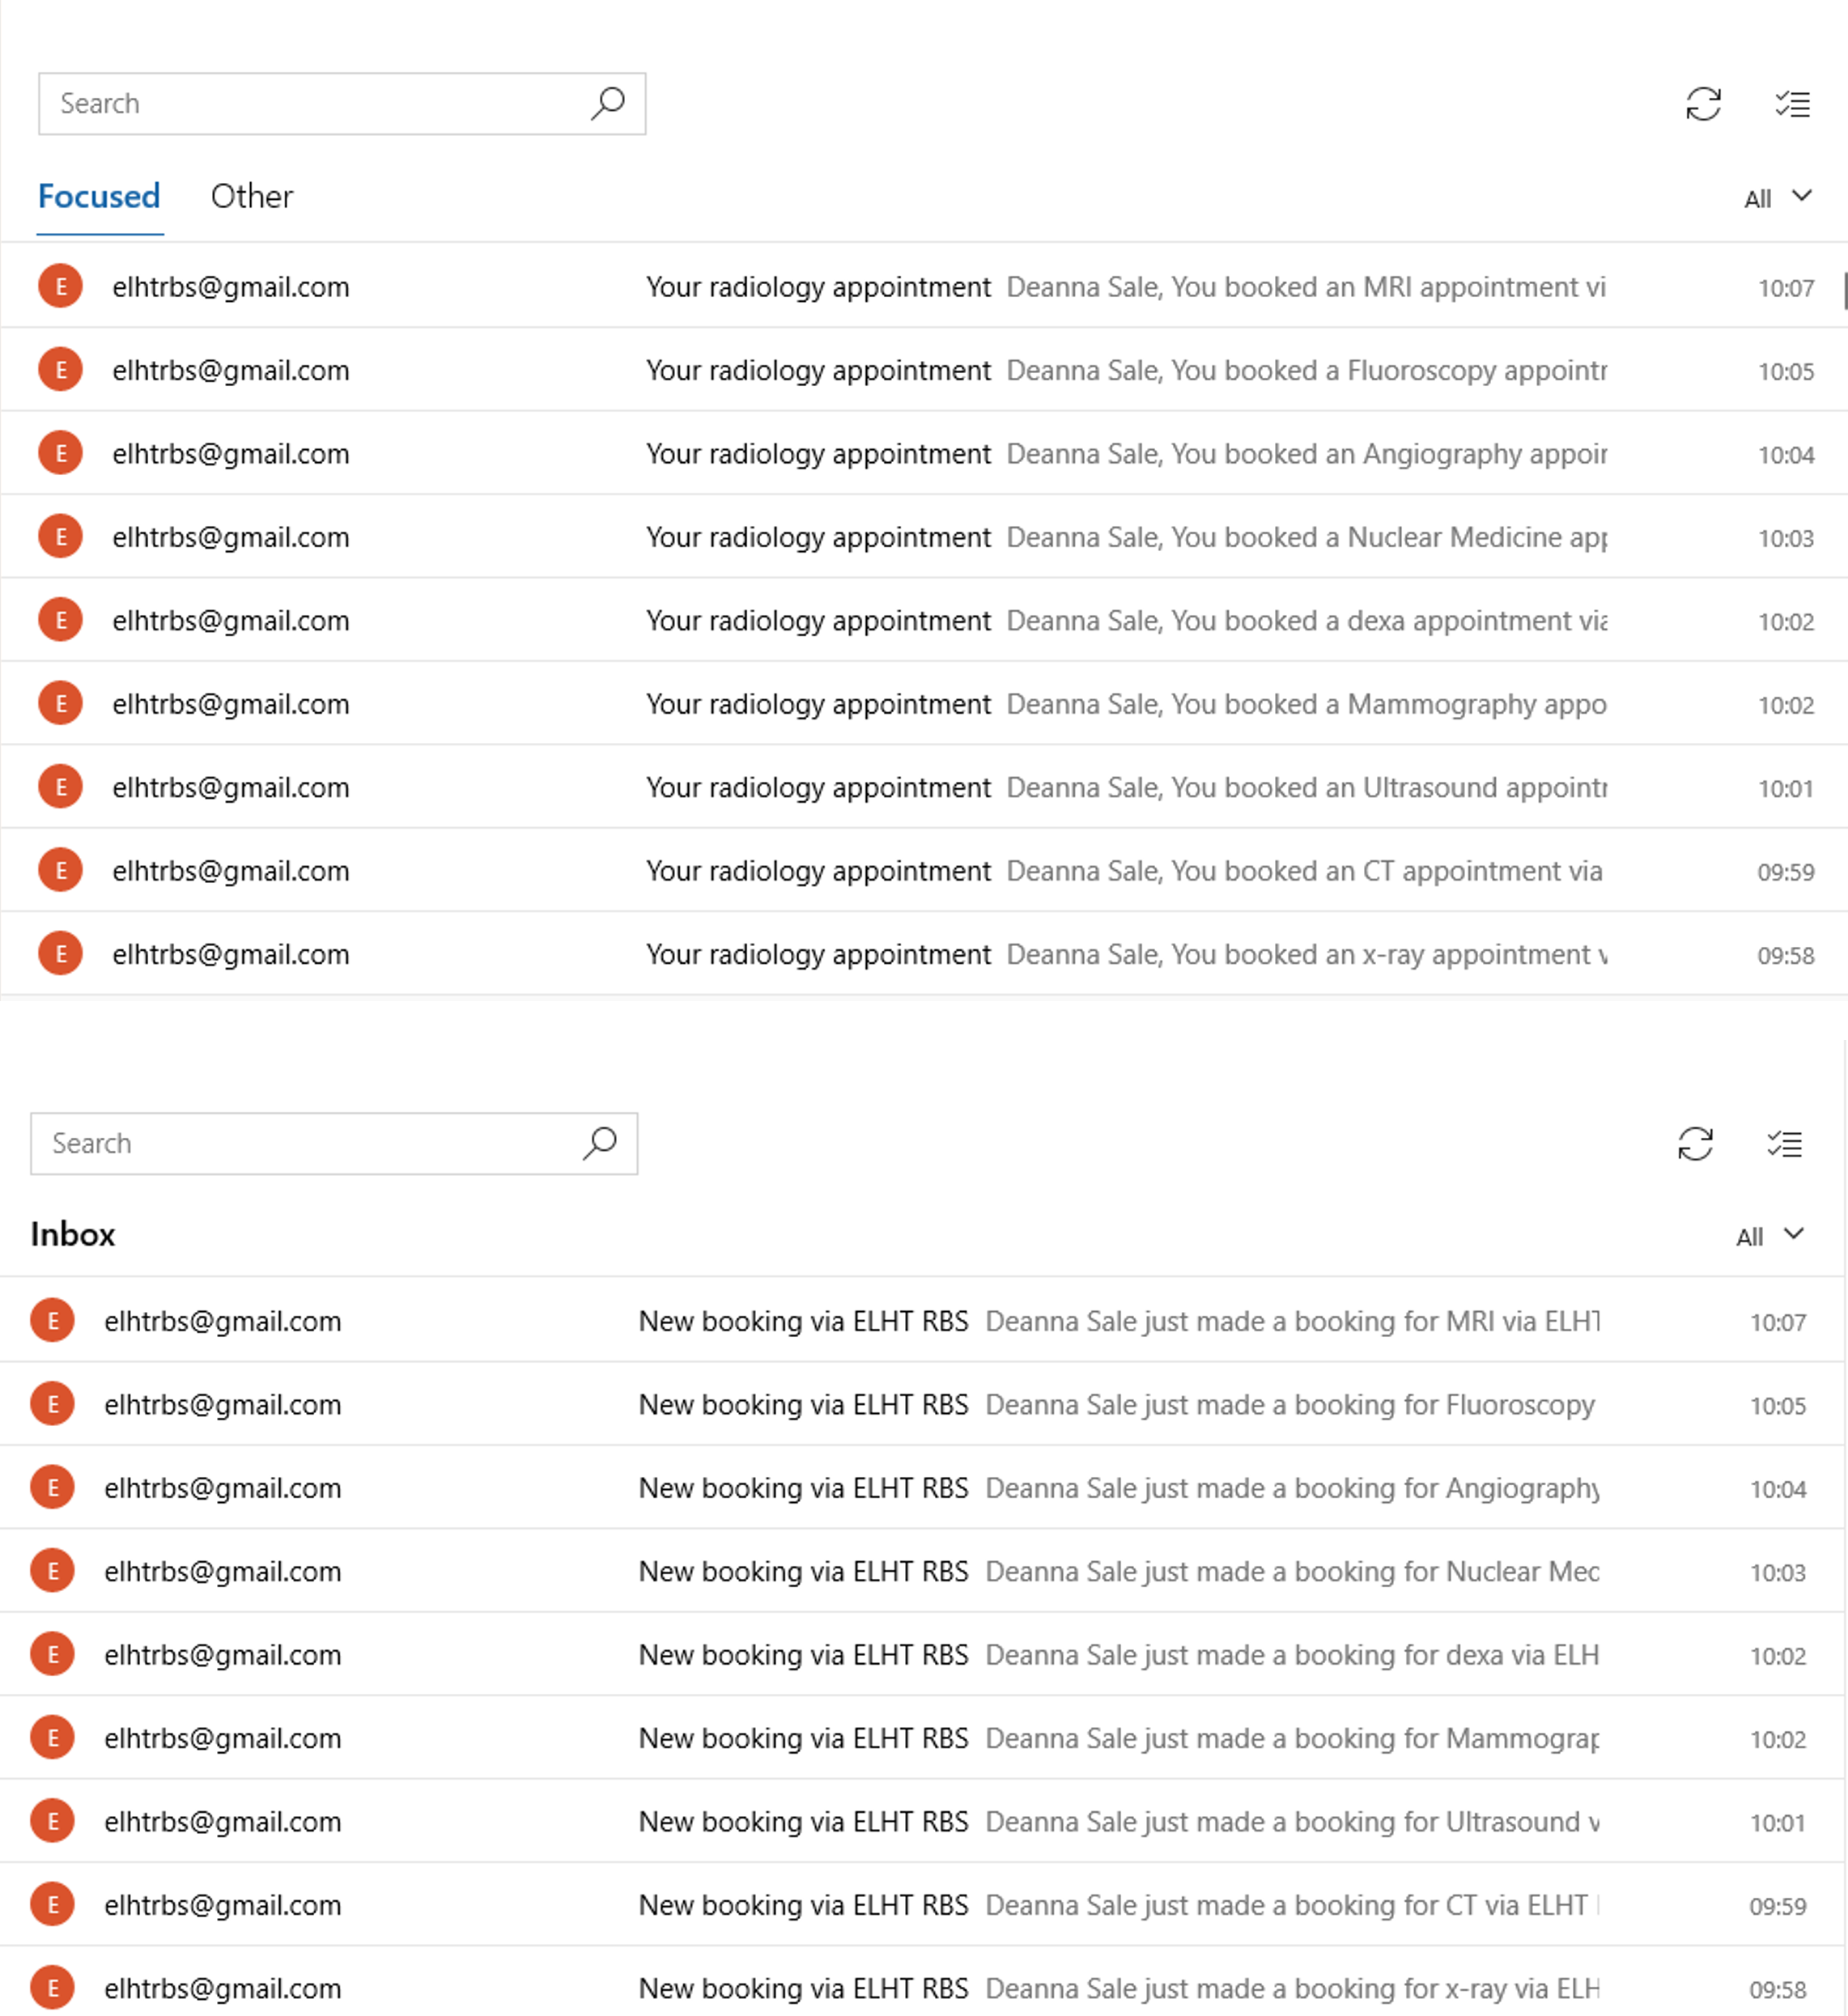 Search
Focused Other All
E elhtrbs@gmail.com Your radiology appointment Deanna Sale, You booked an MRI appointment vi 10:07
E elhtrbs@gmail.com Your radiology appointment Deanna Sale, You booked a Fluoroscopy appointr 10:05
E elhtrbs@gmail.com Your radiology appointment Deanna Sale, You booked an Angiography appoir 10:04
E elhtrbs@gmail.com Your radiology appointment Deanna Sale, You booked a Nuclear Medicine app 10:03
E elhtrbs@gmail.com Your radiology appointment Deanna Sale, You booked a dexa appointment via 10:02
E elhtrbs@gmail.com Your radiology appointment Deanna Sale, You booked a Mammography appo 10:02
E elhtrbs@gmail.com Your radiology appointment Deanna Sale, You booked an Ultrasound appointr 10:01
E elhtrbs@gmail.com Your radiology appointment Deanna Sale, You booked an CT appointment via 09:59
E elhtrbs@gmail.com Your radiology appointment Deanna Sale, You booked an x-ray appointment v 09:58
Search
Inbox All
E elhtrbs@gmail.com New booking via ELHT RBS Deanna Sale just made a booking for MRI via ELHT 10:07
E elhtrbs@gmail.com New booking via ELHT RBS Deanna Sale just made a booking for Fluoroscopy 10:05
E elhtrbs@gmail.com New booking via ELHT RBS Deanna Sale just made a booking for Angiography 10:04
E elhtrbs@gmail.com New booking via ELHT RBS Deanna Sale just made a booking for Nuclear Mec 10:03
E elhtrbs@gmail.com New booking via ELHT RBS Deanna Sale just made a booking for dexa via ELH 10:02
E elhtrbs@gmail.com New booking via ELHT RBS Deanna Sale just made a booking for Mammograp 10:02
E elhtrbs@gmail.com New booking via ELHT RBS Deanna Sale just made a booking for Ultrasound v 10:01
E elhtrbs@gmail.com New booking via ELHT RBS Deanna Sale just made a booking for CT via ELHT 09:59
E elhtrbs@gmail.com New booking via ELHT RBS Deanna Sale just made a booking for x-ray via ELH 09:58